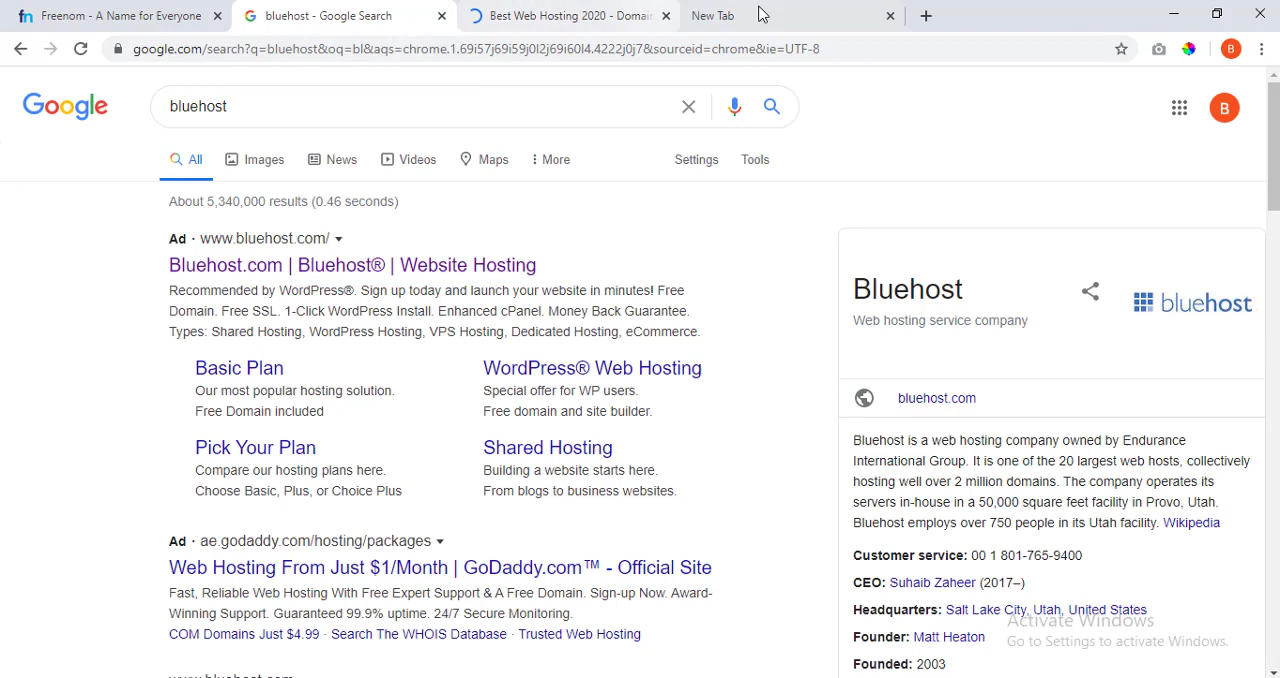 Freenom - A Name for Everyone
bluehost - Google Search
Best Web Hosting 2020 - Domain
New Tab
google.com/search?q=bluehost&oq=bl&aqs=chrome.1.69i57j69i59j0l2j69i60l4.4222j0j7&sourceid=chrome&ie=UTF-8
B
Google
bluehost
B
All
Images
News
Videos
Maps
More
Settings
Tools
About 5,340,000 results (0.46 seconds)
Ad · www.bluehost.com/
Bluehost.com | Bluehost® | Website Hosting
Recommended by WordPress®. Sign up today and launch your website in minutes! Free
Domain. Free SSL. 1-Click WordPress Install. Enhanced cPanel. Money Back Guarantee.
Types: Shared Hosting, WordPress Hosting, VPS Hosting, Dedicated Hosting, eCommerce.
Basic Plan
Our most popular hosting solution.
Free Domain included
WordPress® Web Hosting
Special offer for WP users.
Free domain and site builder.
Pick Your Plan
Compare our hosting plans here.
Choose Basic, Plus, or Choice Plus
Shared Hosting
Building a website starts here.
From blogs to business websites.
Ad · ae.godaddy.com/hosting/packages
Web Hosting From Just $1/Month | GoDaddy.com™ - Official Site
Fast, Reliable Web Hosting With Free Expert Support & A Free Domain. Sign-up Now. Award-
Winning Support. Guaranteed 99.9% uptime. 24/7 Secure Monitoring.
COM Domains Just $4.99 · Search The WHOIS Database · Trusted Web Hosting
www.bluehost.com
Bluehost
Web hosting service company
bluehost
bluehost.com
Bluehost is a web hosting company owned by Endurance
International Group. It is one of the 20 largest web hosts, collectively
hosting well over 2 million domains. The company operates its
servers in-house in a 50,000 square feet facility in Provo, Utah.
Bluehost employs over 750 people in its Utah facility. Wikipedia
Customer service: 00 1 801-765-9400
CEO: Suhaib Zaheer (2017–)
Headquarters: Salt Lake City, Utah, United States
Founder: Matt Heaton
Founded: 2003
Activate Windows
Go to Settings to activate Windows.